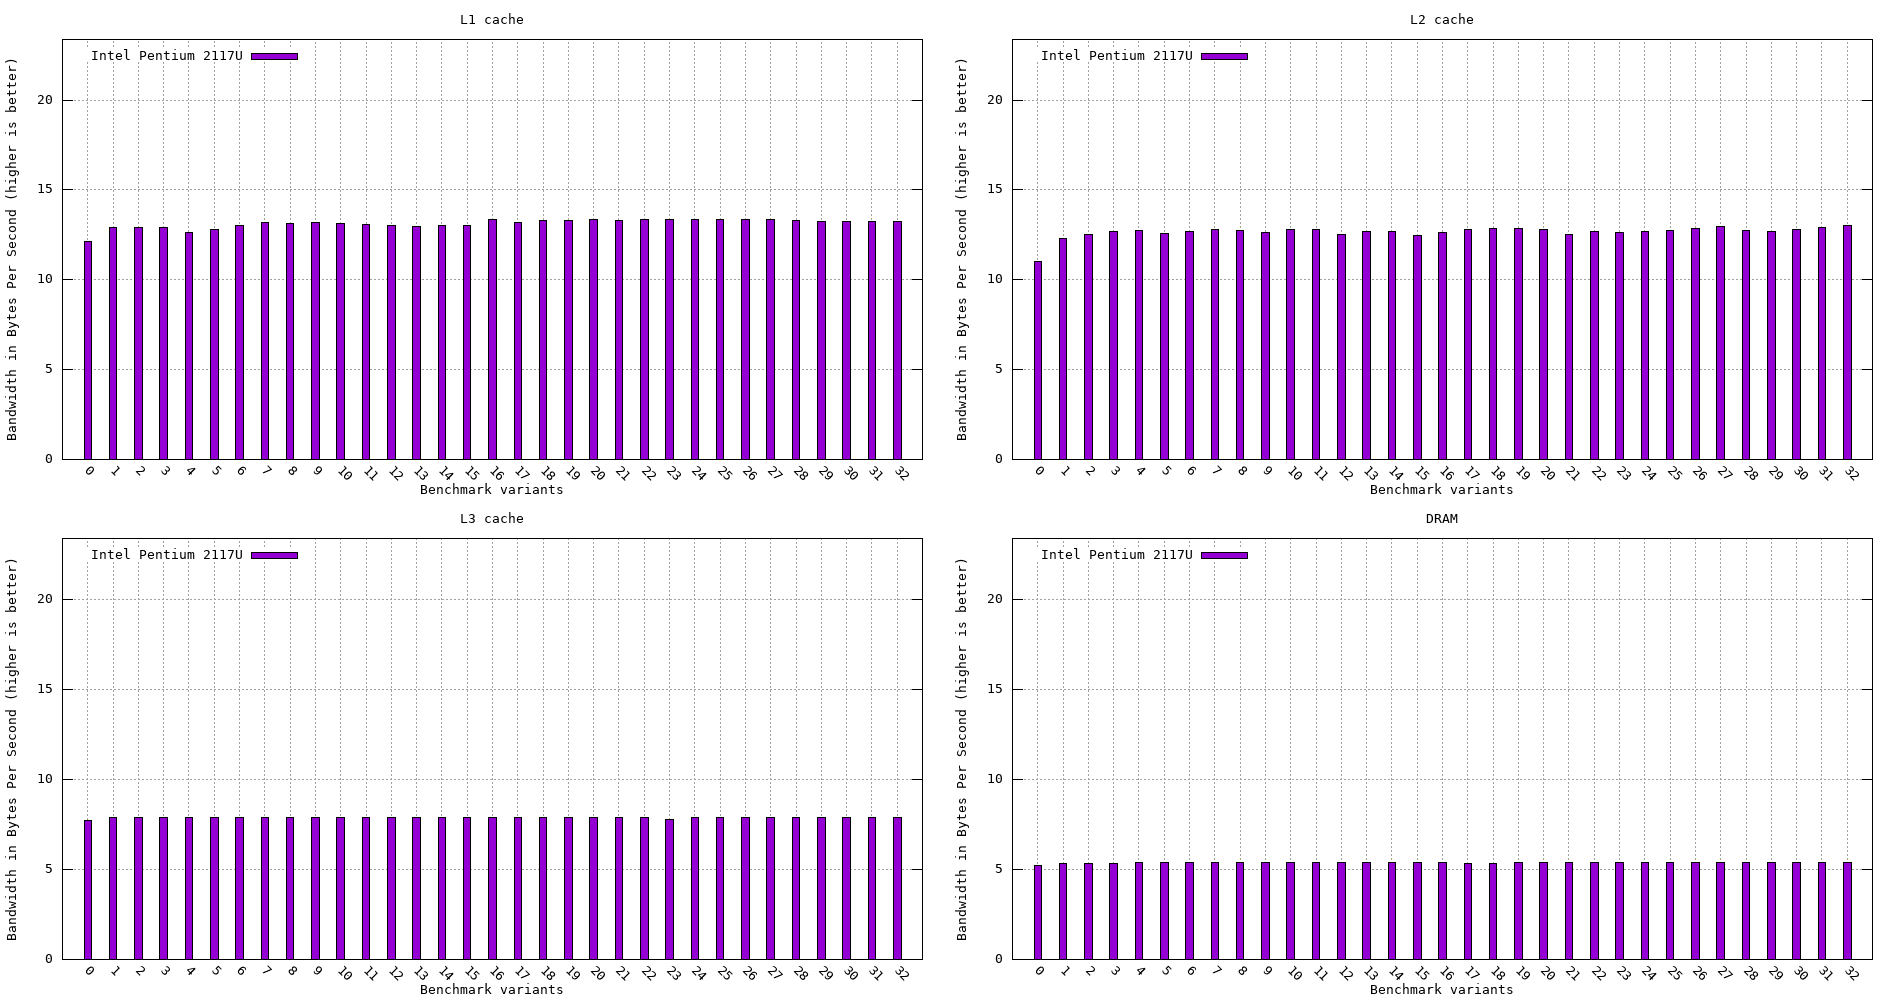 L1 cache
Bandwidth in Bytes Per Second (higher is better)
Intel Pentium 2117U
20
15
10
5
0
0 1 2 3 4 5 6 7 8 9 10 11 12 13 14 15 16 17 18 19 20 21 22 23 24 25 26 27 28 29 30 31 32
Benchmark variants
L2 cache
Bandwidth in Bytes Per Second (higher is better)
Intel Pentium 2117U
20
15
10
5
0
0 1 2 3 4 5 6 7 8 9 10 11 12 13 14 15 16 17 18 19 20 21 22 23 24 25 26 27 28 29 30 31 32
Benchmark variants
L3 cache
Bandwidth in Bytes Per Second (higher is better)
Intel Pentium 2117U
20
15
10
5
0
0 1 2 3 4 5 6 7 8 9 10 11 12 13 14 15 16 17 18 19 20 21 22 23 24 25 26 27 28 29 30 31 32
Benchmark variants
DRAM
Bandwidth in Bytes Per Second (higher is better)
Intel Pentium 2117U
20
15
10
5
0
0 1 2 3 4 5 6 7 8 9 10 11 12 13 14 15 16 17 18 19 20 21 22 23 24 25 26 27 28 29 30 31 32
Benchmark variants